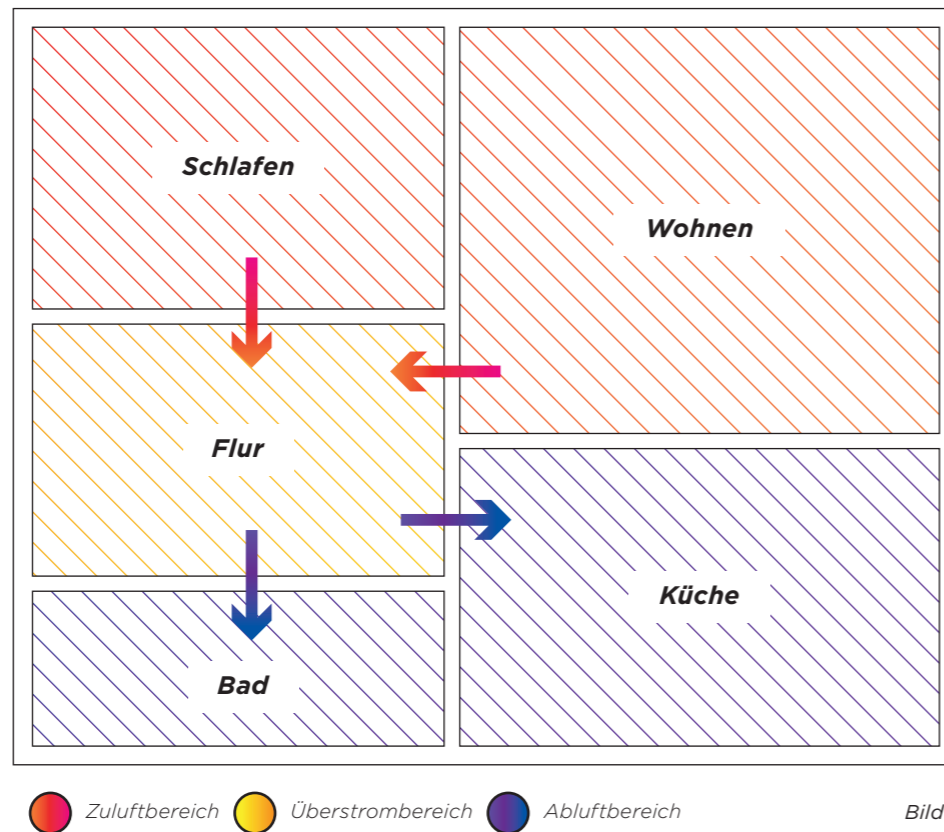 Schlafen
Wohnen
Flur
Küche
Bad
Zuluftbereich Überstrombereich Abluftbereich Bild